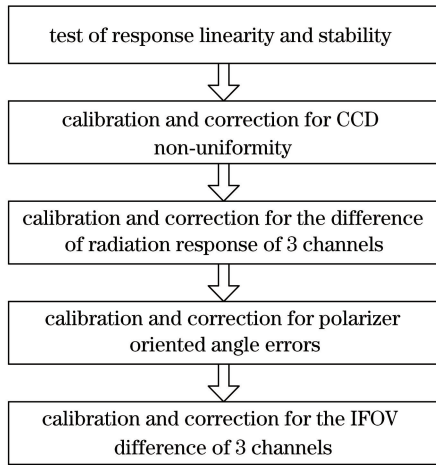 test of response linearity and stability
calibration and correction for CCD
non-uniformity
calibration and correction for the difference
of radiation response of 3 channels
calibration and correction for polarizer
oriented angle errors
calibration and correction for the IFOV
difference of 3 channels